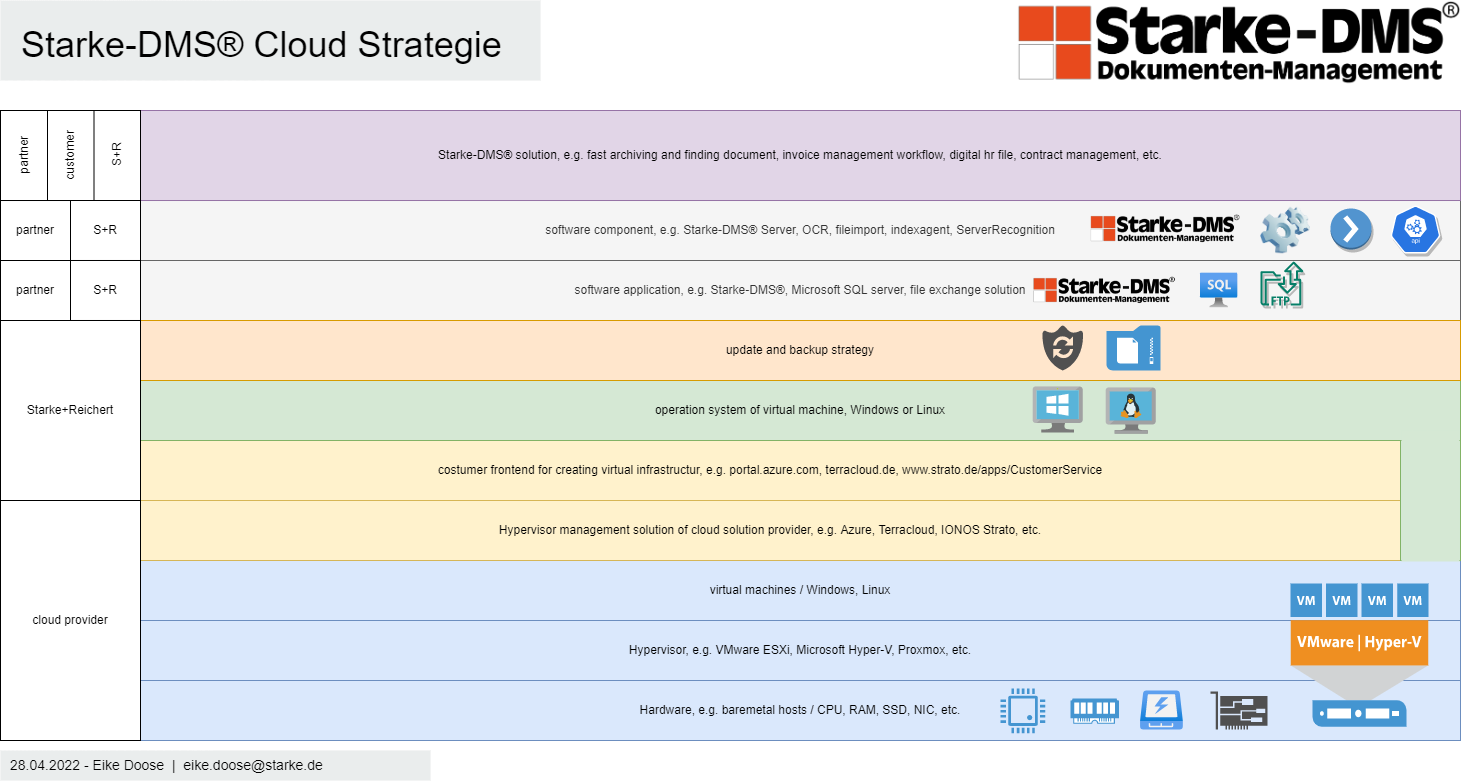 Starke-DMS® Cloud Strategie
Starke-DMS®
Dokumenten-Management
partner
customer
S+R
Starke-DMS® solution, e.g. fast archiving and finding document, invoice management workflow, digital hr file, contract management, etc.
partner
S+R
software component, e.g. Starke-DMS® Server, OCR, fileimport, indexagent, ServerRecognition
Starke-DMS®
Dokumenten-Management
api
partner
S+R
software application, e.g. Starke-DMS®, Microsoft SQL server, file exchange solution
Starke-DMS®
Dokumenten-Management
SQL
FTP
Starke+Reichert
update and backup strategy
operation system of virtual machine, Windows or Linux
costumer frontend for creating virtual infrastructur, e.g. portal.azure.com, terracloud.de, www.strato.de/apps/CustomerService
cloud provider
Hypervisor management solution of cloud solution provider, e.g. Azure, Terracloud, IONOS Strato, etc.
virtual machines / Windows, Linux
VM VM VM VM
Hypervisor, e.g. VMware ESXi, Microsoft Hyper-V, Proxmox, etc.
VMware | Hyper-V
Hardware, e.g. baremetal hosts / CPU, RAM, SSD, NIC, etc.
28.04.2022 - Eike Doose | eike.doose@starke.de